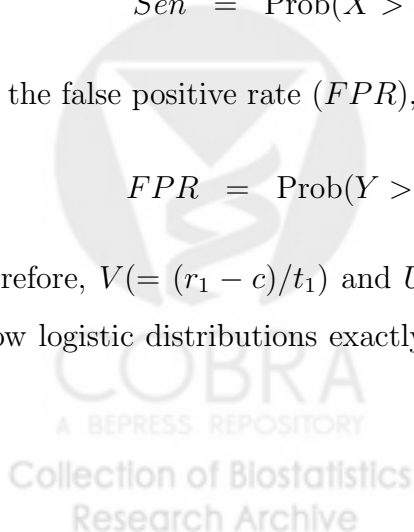 Sen = Prob(X >
the false positive rate (FPR),
FPR = Prob(Y >
refore, V(= (r₁ − c)/t₁) and U
ow logistic distributions exactly
COBRA
A BEPRESS REPOSITORY
Collection of Biostatistics
Research Archive